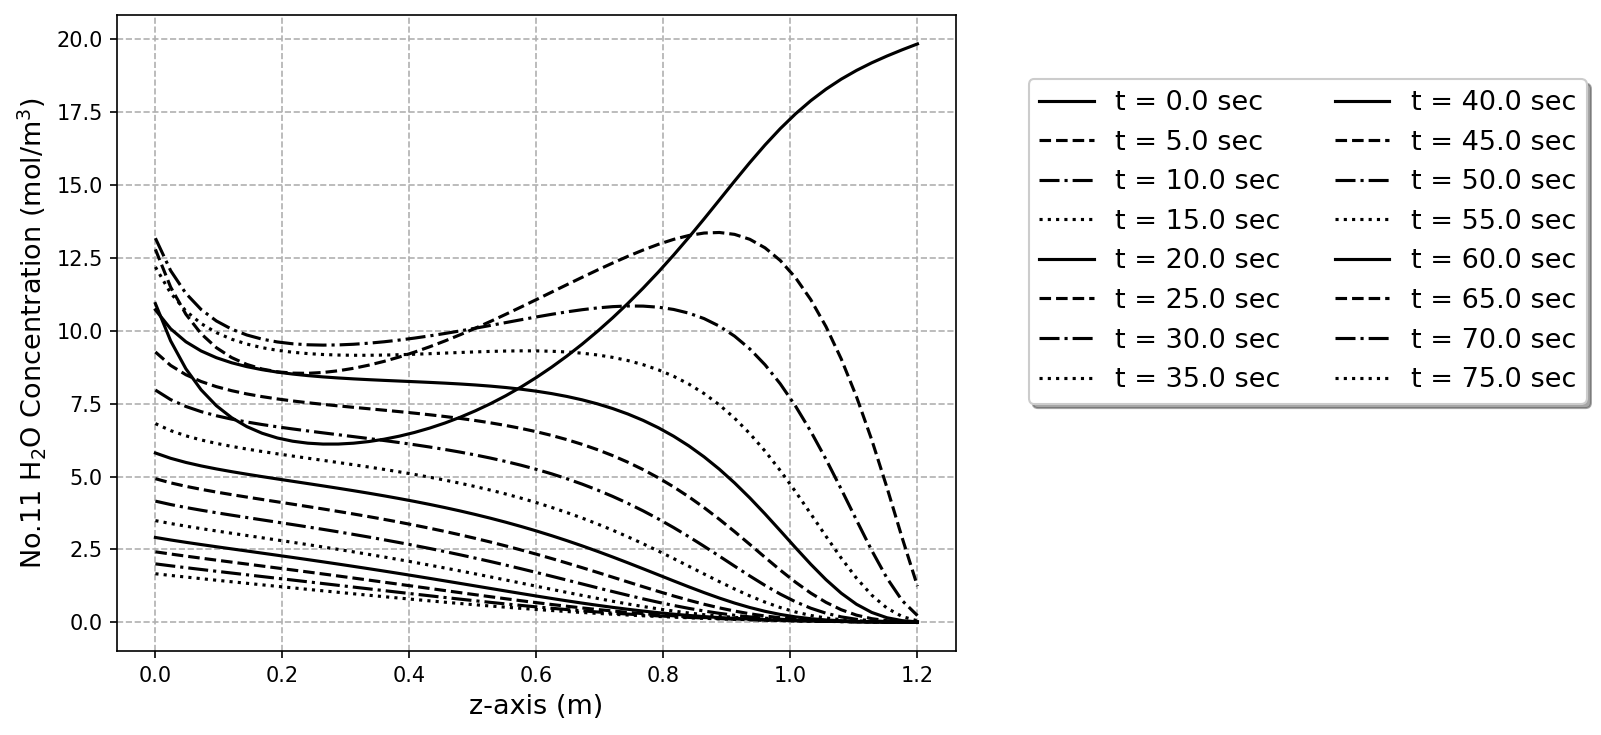 20.0
17.5
15.0
12.5
10.0
7.5
5.0
2.5
0.0
No.11 H₂O Concentration (mol/m³)
0.0 0.2 0.4 0.6 0.8 1.0 1.2
z-axis (m)
t = 0.0 sec
t = 5.0 sec
t = 10.0 sec
t = 15.0 sec
t = 20.0 sec
t = 25.0 sec
t = 30.0 sec
t = 35.0 sec
t = 40.0 sec
t = 45.0 sec
t = 50.0 sec
t = 55.0 sec
t = 60.0 sec
t = 65.0 sec
t = 70.0 sec
t = 75.0 sec